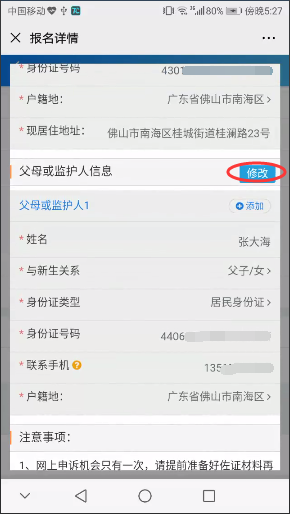 中国移动 80% 傍晚5:27
报名详情
* 身份证号码 4301
* 户籍地: 广东省佛山市南海区
* 现居住地址: 佛山市南海区桂城街道桂澜路23号
父母或监护人信息 修改
父母或监护人1 添加
* 姓名 张大海
* 与新生关系 父子/女
* 身份证类型 居民身份证
* 身份证号码 4406
* 联系手机 ? 135
* 户籍地: 广东省佛山市南海区
注意事项:
1、网上申诉机会只有一次，请提前准备好佐证材料再